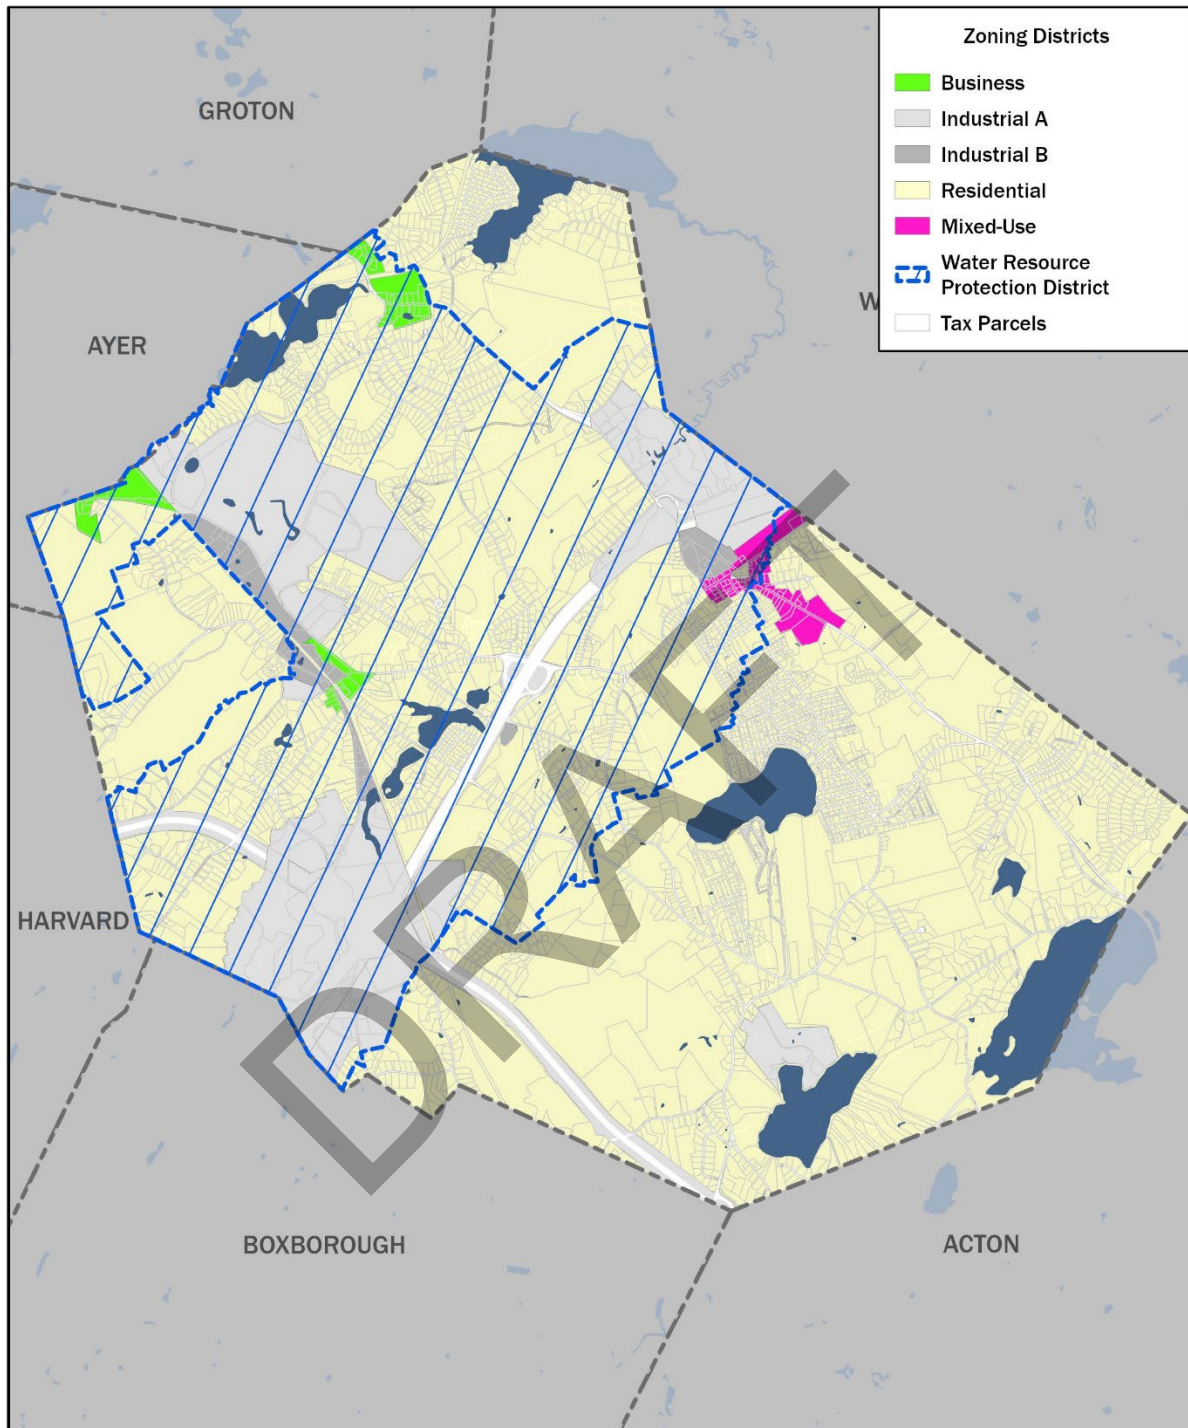 Zoning Districts
Business
Industrial A
Industrial B
Residential
Mixed-Use
Water Resource
Protection District
Tax Parcels
GROTON
W
AYER
HARVARD
BOXBOROUGH
ACTON
DRAFT